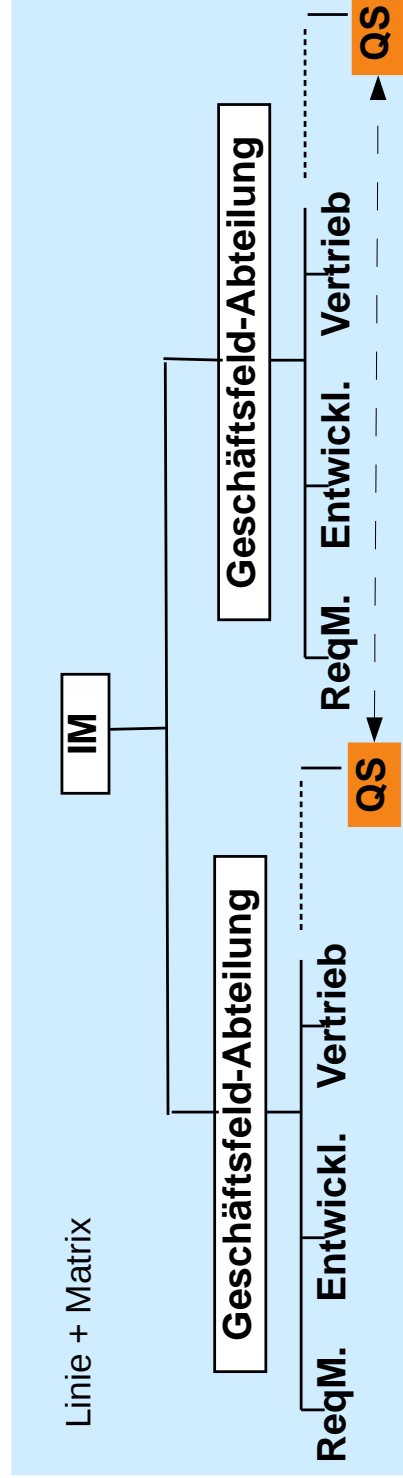 Linie + Matrix
IM
Geschäftsfeld-Abteilung
Geschäftsfeld-Abteilung
ReqM.
Entwickl.
Vertrieb
QS
ReqM.
Entwickl.
Vertrieb
QS